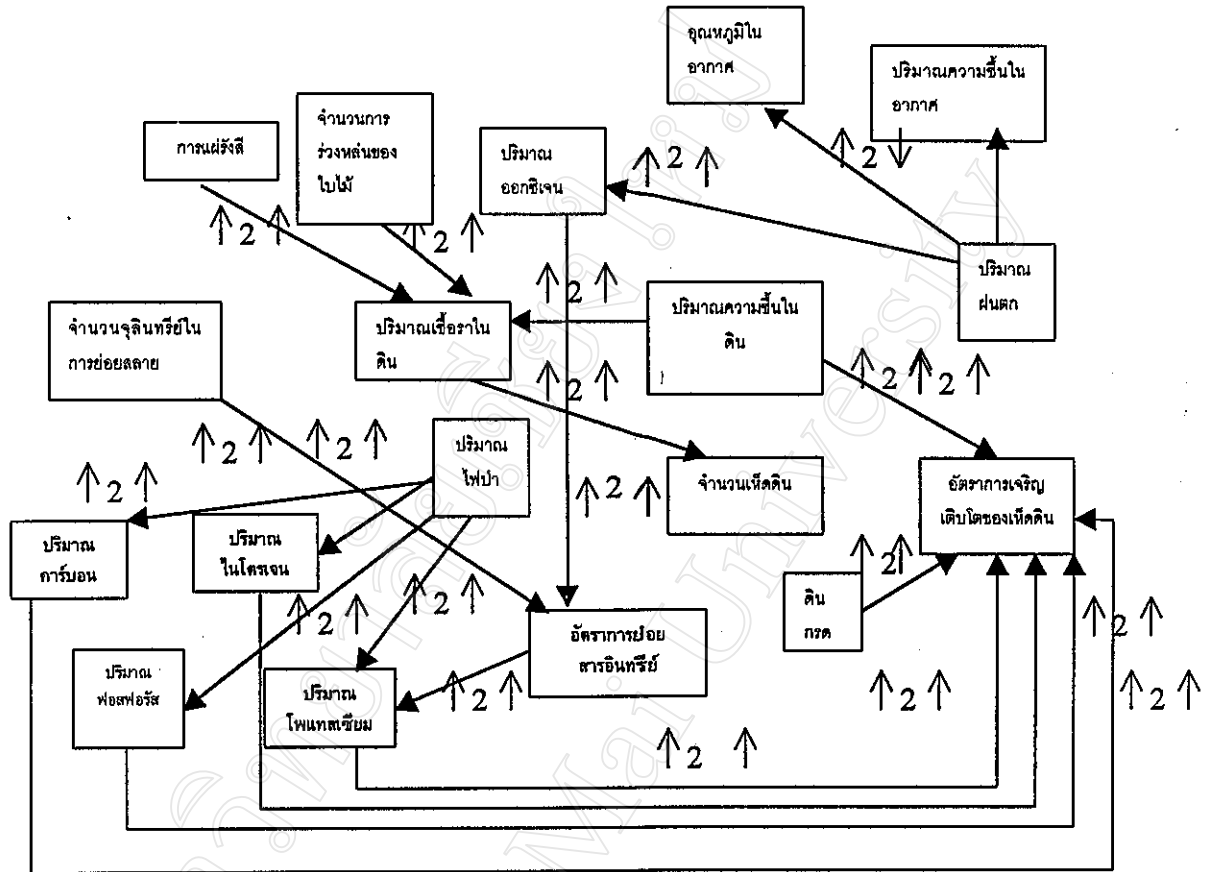 อุณหภูมิใน
อากาศ
ปริมาณความชื้นใน
อากาศ
การแผ่รังสี
จำนวนการ
ร่วงหล่นของ
ใบไม้
ปริมาณ
ออกซิเจน
↑ 2 ↑
↑ 2 ↓
↑ 2 ↑
↑ 2 ↑
ปริมาณ
ฝนตก
↑ 2 ↑
จำนวนจุลินทรีย์ใน
การย่อยสลาย
ปริมาณเชื้อราใน
ดิน
ปริมาณความชื้นใน
ดิน
↑ 2 ↑
↑ 2 ↑
↑ 2 ↑
↑ 2 ↑
↑ 2 ↑
ปริมาณ
ไฟป่า
↑ 2 ↑
↑ 2 ↑
จำนวนเห็ดดิน
อัตราการเจริญ
เติบโตของเห็ดดิน
ปริมาณ
คาร์บอน
ปริมาณ
ไนโตรเจน
↑ 2 ↑
↑ 2 ↑
↑ 2 ↑
ดิน
กรด
อัตราการย่อย
สารอินทรีย์
↑ 2 ↑
ปริมาณ
ฟอสฟอรัส
ปริมาณ
โพแทสเซียม
↑ 2 ↑
↑ 2 ↑
↑ 2 ↑
↑ 2 ↑
Mai University